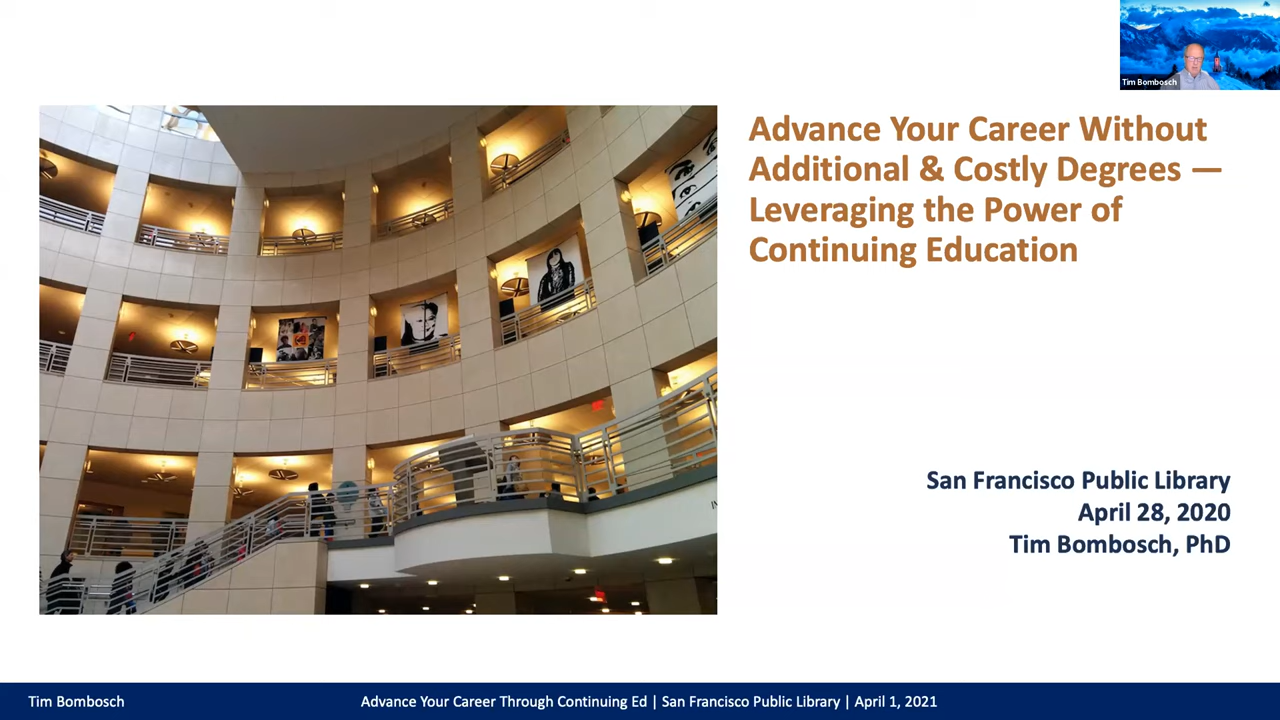 Tim Bombosch
Advance Your Career Without
Additional & Costly Degrees —
Leveraging the Power of
Continuing Education
San Francisco Public Library
April 28, 2020
Tim Bombosch, PhD
Tim Bombosch
Advance Your Career Through Continuing Ed | San Francisco Public Library | April 1, 2021